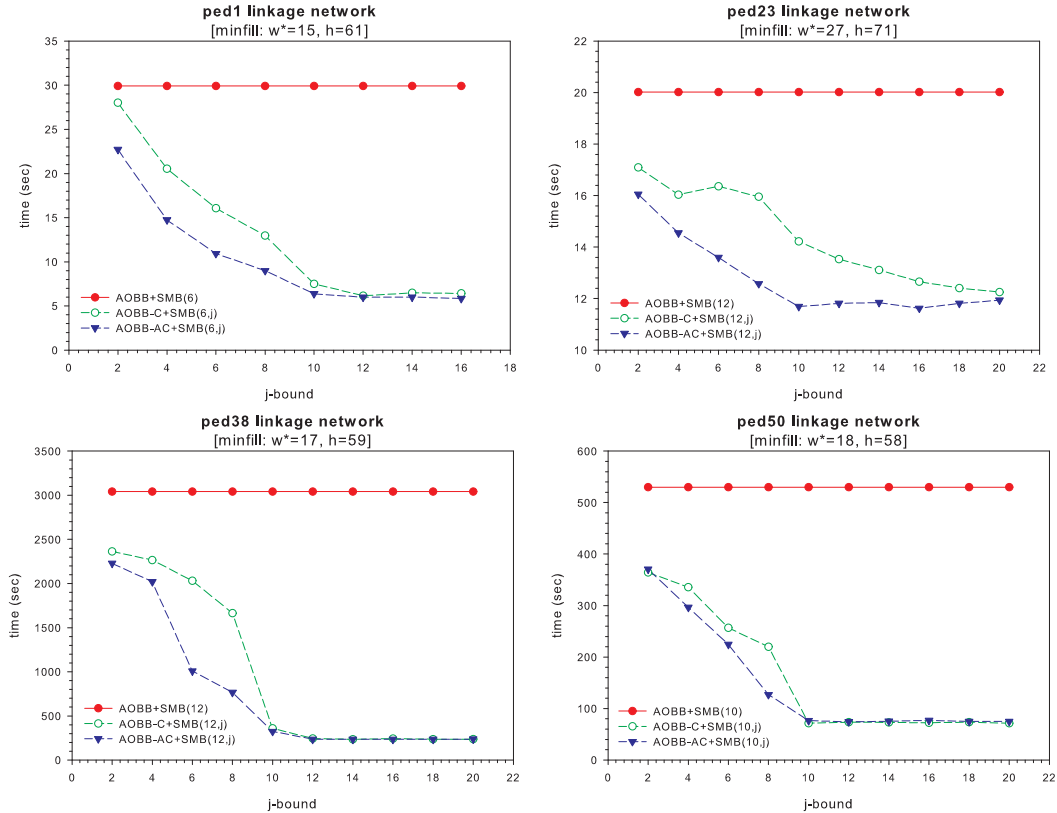 ped1 linkage network
[minfill: w*=15, h=61]
time (sec)
35
30
25
20
15
10
5
0
AOBB+SMB(6)
AOBB-C+SMB(6,j)
AOBB-AC+SMB(6,j)
0 2 4 6 8 10 12 14 16 18
j-bound
ped23 linkage network
[minfill: w*=27, h=71]
time (sec)
22
20
18
16
14
12
10
AOBB+SMB(12)
AOBB-C+SMB(12,j)
AOBB-AC+SMB(12,j)
0 2 4 6 8 10 12 14 16 18 20 22
j-bound
ped38 linkage network
[minfill: w*=17, h=59]
time (sec)
3500
3000
2500
2000
1500
1000
500
0
AOBB+SMB(12)
AOBB-C+SMB(12,j)
AOBB-AC+SMB(12,j)
0 2 4 6 8 10 12 14 16 18 20 22
j-bound
ped50 linkage network
[minfill: w*=18, h=58]
time (sec)
600
500
400
300
200
100
0
AOBB+SMB(10)
AOBB-C+SMB(10,j)
AOBB-AC+SMB(10,j)
0 2 4 6 8 10 12 14 16 18 20 22
j-bound